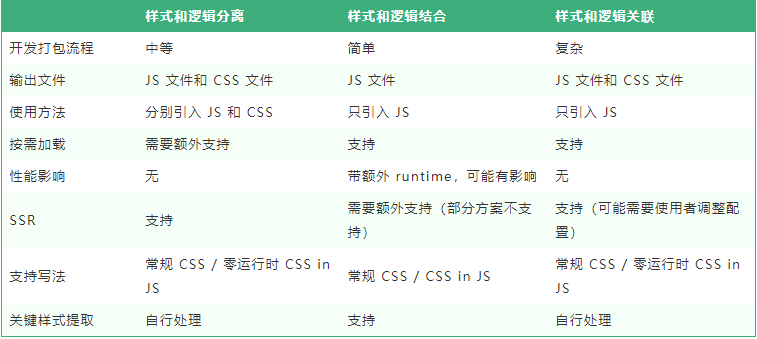 样式和逻辑分离 样式和逻辑结合 样式和逻辑关联
开发打包流程 中等 简单 复杂
输出文件 JS 文件和 CSS 文件 JS 文件 JS 文件和 CSS 文件
使用方法 分别引入 JS 和 CSS 只引入 JS 只引入 JS
按需加载 需要额外支持 支持 支持
性能影响 无 带额外 runtime，可能有影响 无
SSR 支持 需要额外支持（部分方案不支持） 支持（可能需要使用者调整配置）
支持写法 常规 CSS / 零运行时 CSS in JS 常规 CSS / CSS in JS 常规 CSS / 零运行时 CSS in JS
关键样式提取 自行处理 支持 自行处理